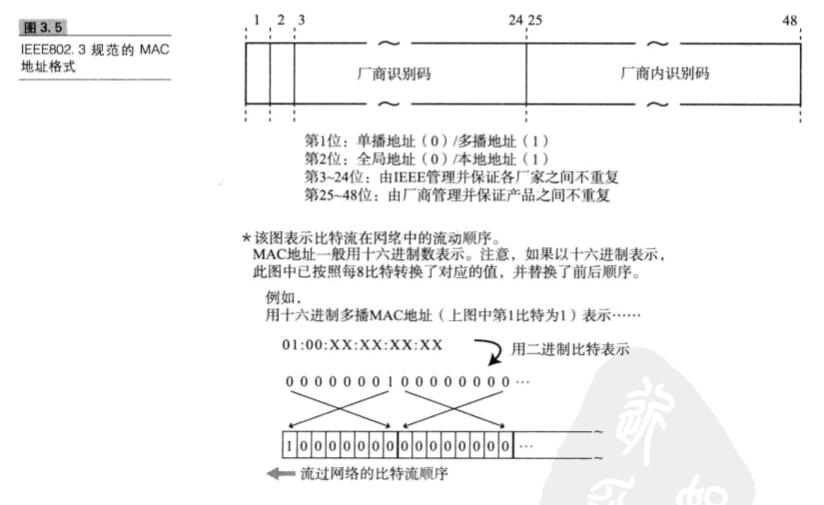 图3.5
IEEE802.3 规范的 MAC
地址格式
1 2 3 24 25 48
厂商识别码 厂商内识别码
第1位：单播地址（0）/多播地址（1）
第2位：全局地址（0）/本地地址（1）
第3~24位：由IEEE管理并保证各厂家之间不重复
第25~48位：由厂商管理并保证产品之间不重复
*该图表示比特流在网络中的流动顺序。
MAC地址一般用十六进制数表示。注意，如果以十六进制表示，
此图中已按照每8比特转换了对应的值，并替换了前后顺序。
例如，
用十六进制多播MAC地址（上图中第1比特为1）表示……
01:00:XX:XX:XX:XX 用二进制比特表示
0 0 0 0 0 0 0 1 0 0 0 0 0 0 0 0 …
1 0 0 0 0 0 0 0 0 0 0 0 0 0 0 0 …
流过网络的比特流顺序